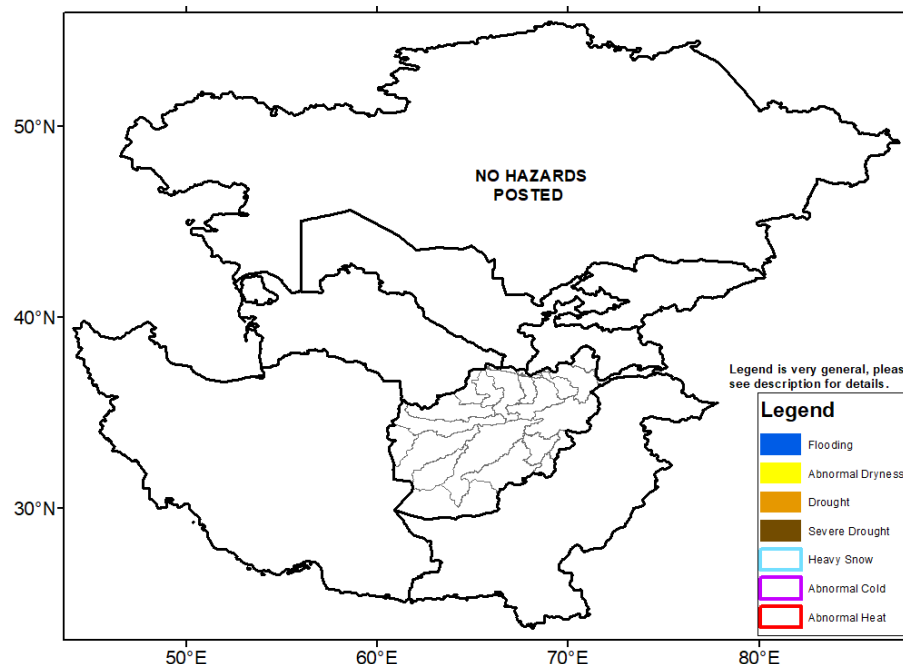 50°N
40°N
30°N
NO HAZARDS
POSTED
Legend is very general, pleas
see description for details.
Legend
Flooding
Abnormal Dryness
Drought
Severe Drought
Heavy Snow
Abnormal Cold
Abnormal Heat
50°E
60°E
70°E
80°E